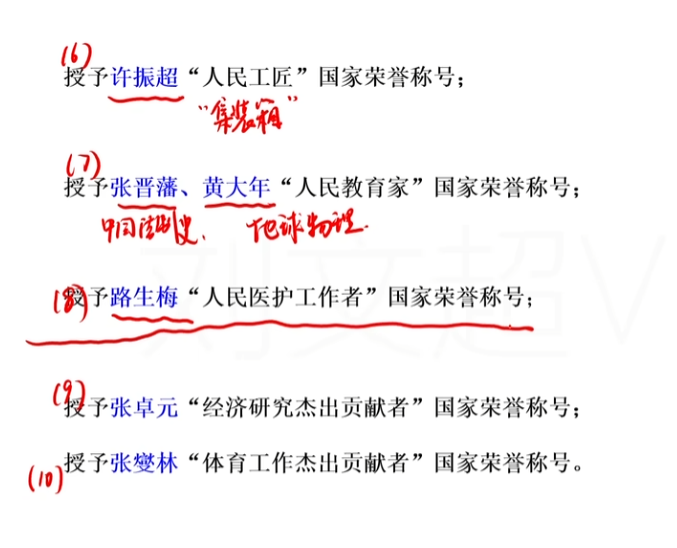 (6)
授予许振超“人民工匠”国家荣誉称号；
“集装箱”
(7)
授予张晋藩、黄大年“人民教育家”国家荣誉称号；
中国法制史. 地球物理.
(8)授予路生梅“人民医护工作者”国家荣誉称号；
刘文超V
(9)
授予张卓元“经济研究杰出贡献者”国家荣誉称号；
(10)授予张燮林“体育工作杰出贡献者”国家荣誉称号。